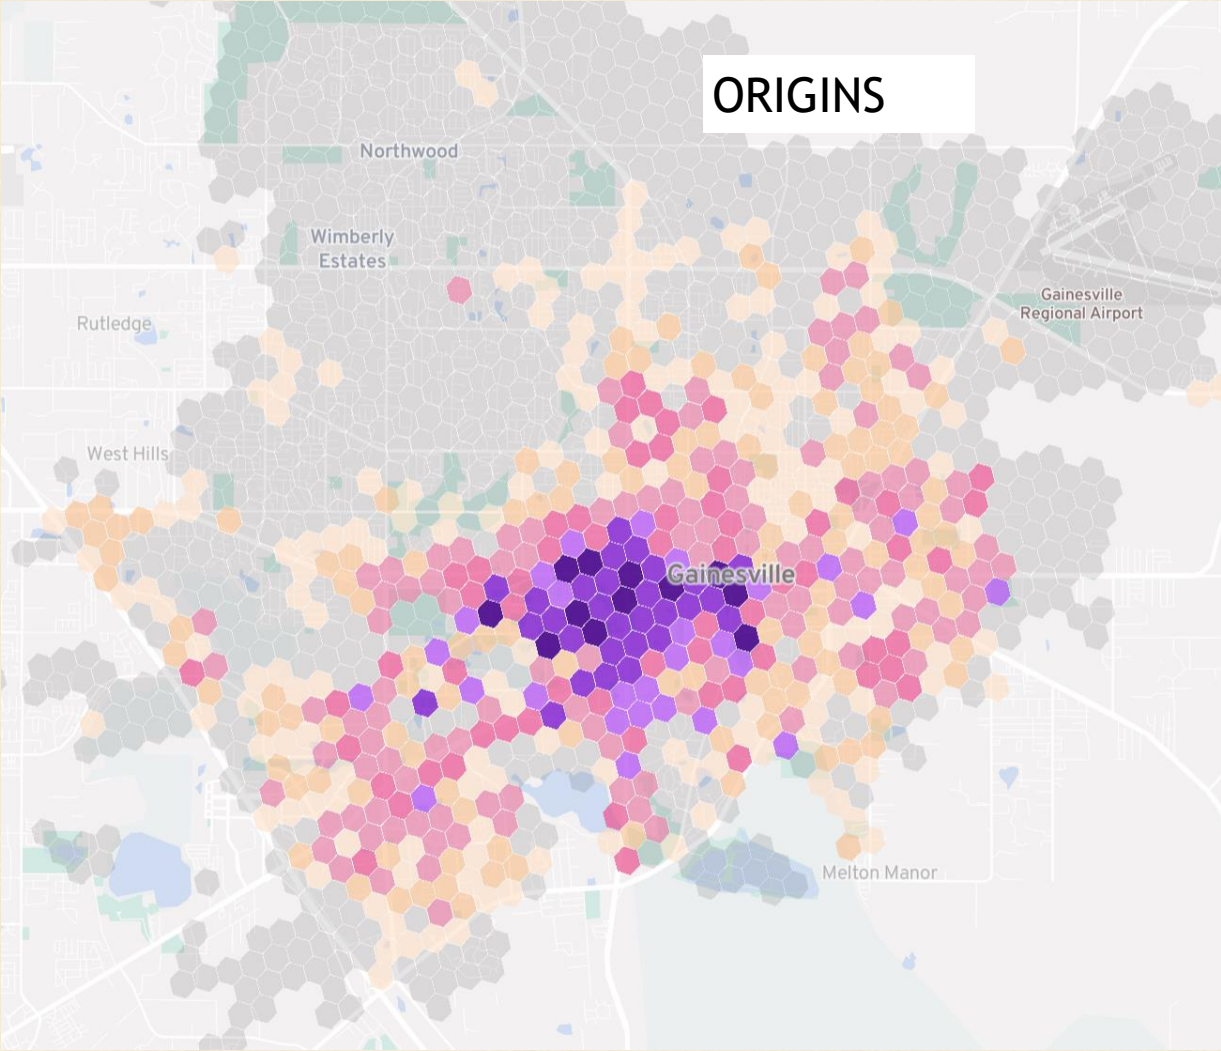 ORIGINS
Northwood
Wimberly
Estates
Gainesville
Regional Airport
Rutledge
West Hills
Gainesville
Melton Manor